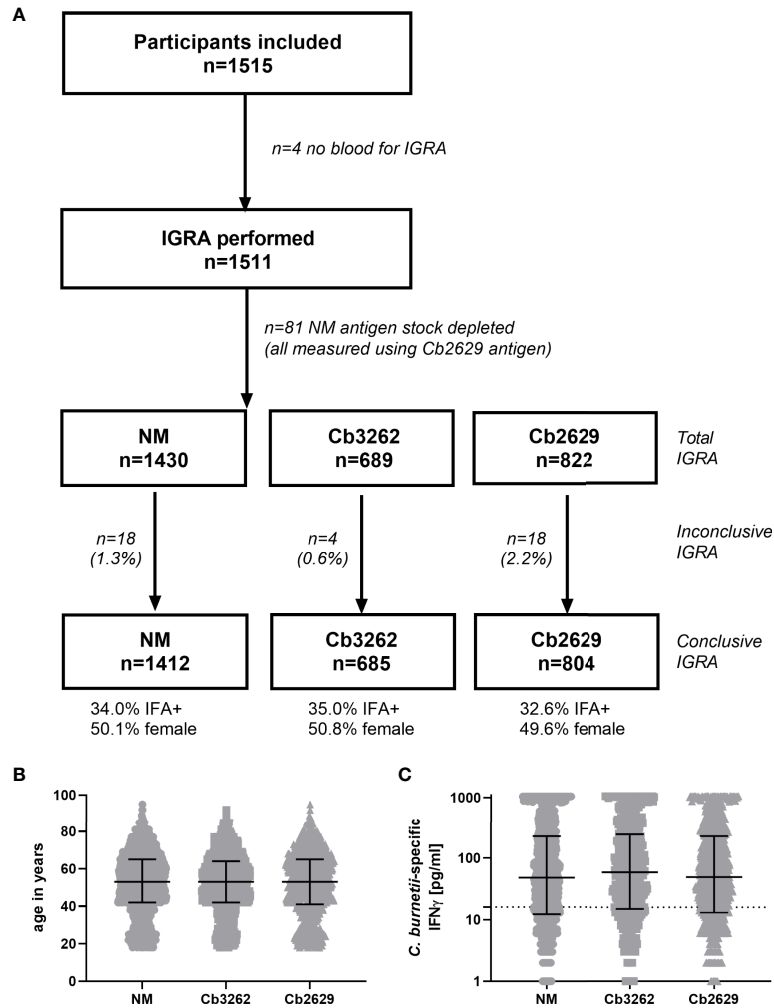 A
Participants included
n=1515
n=4 no blood for IGRA
IGRA performed
n=1511
n=81 NM antigen stock depleted
(all measured using Cb2629 antigen)
NM
n=1430
Cb3262
n=689
Cb2629
n=822
Total
IGRA
n=18
(1.3%)
n=4
(0.6%)
n=18
(2.2%)
Inconclusive
IGRA
NM
n=1412
Cb3262
n=685
Cb2629
n=804
Conclusive
IGRA
34.0% IFA+
50.1% female
35.0% IFA+
50.8% female
32.6% IFA+
49.6% female
B
age in years
100
80
60
40
20
0
NM
Cb3262
Cb2629
C
C. burnetii-specific
IFNγ [pg/ml]
1000
100
10
1
NM
Cb3262
Cb2629